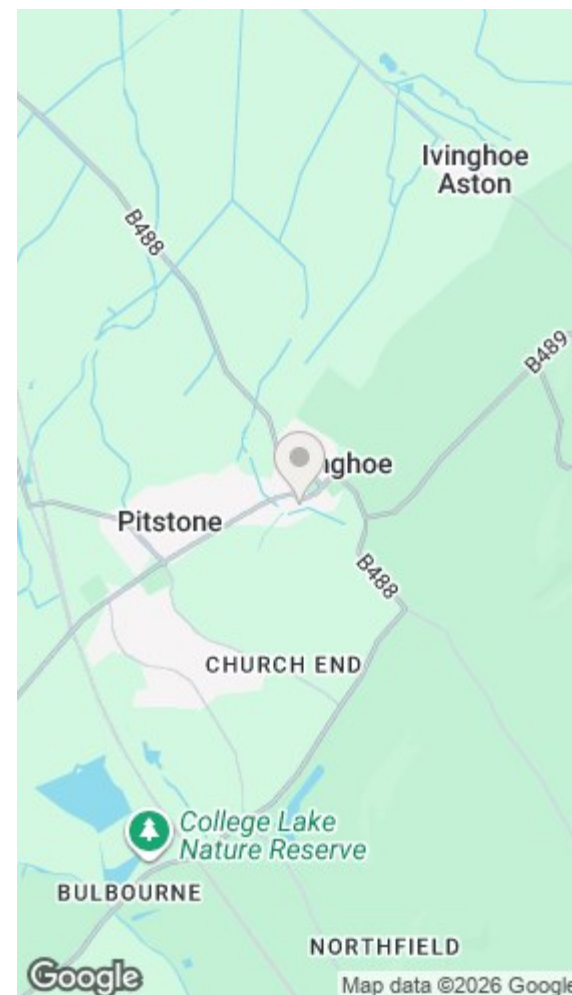 Ivinghoe
Aston
B488
B489
nghoe
Pitstone
B488
CHURCH END
College Lake
Nature Reserve
BULBOURNE
NORTHFIELD
Google
Map data ©2026 Google